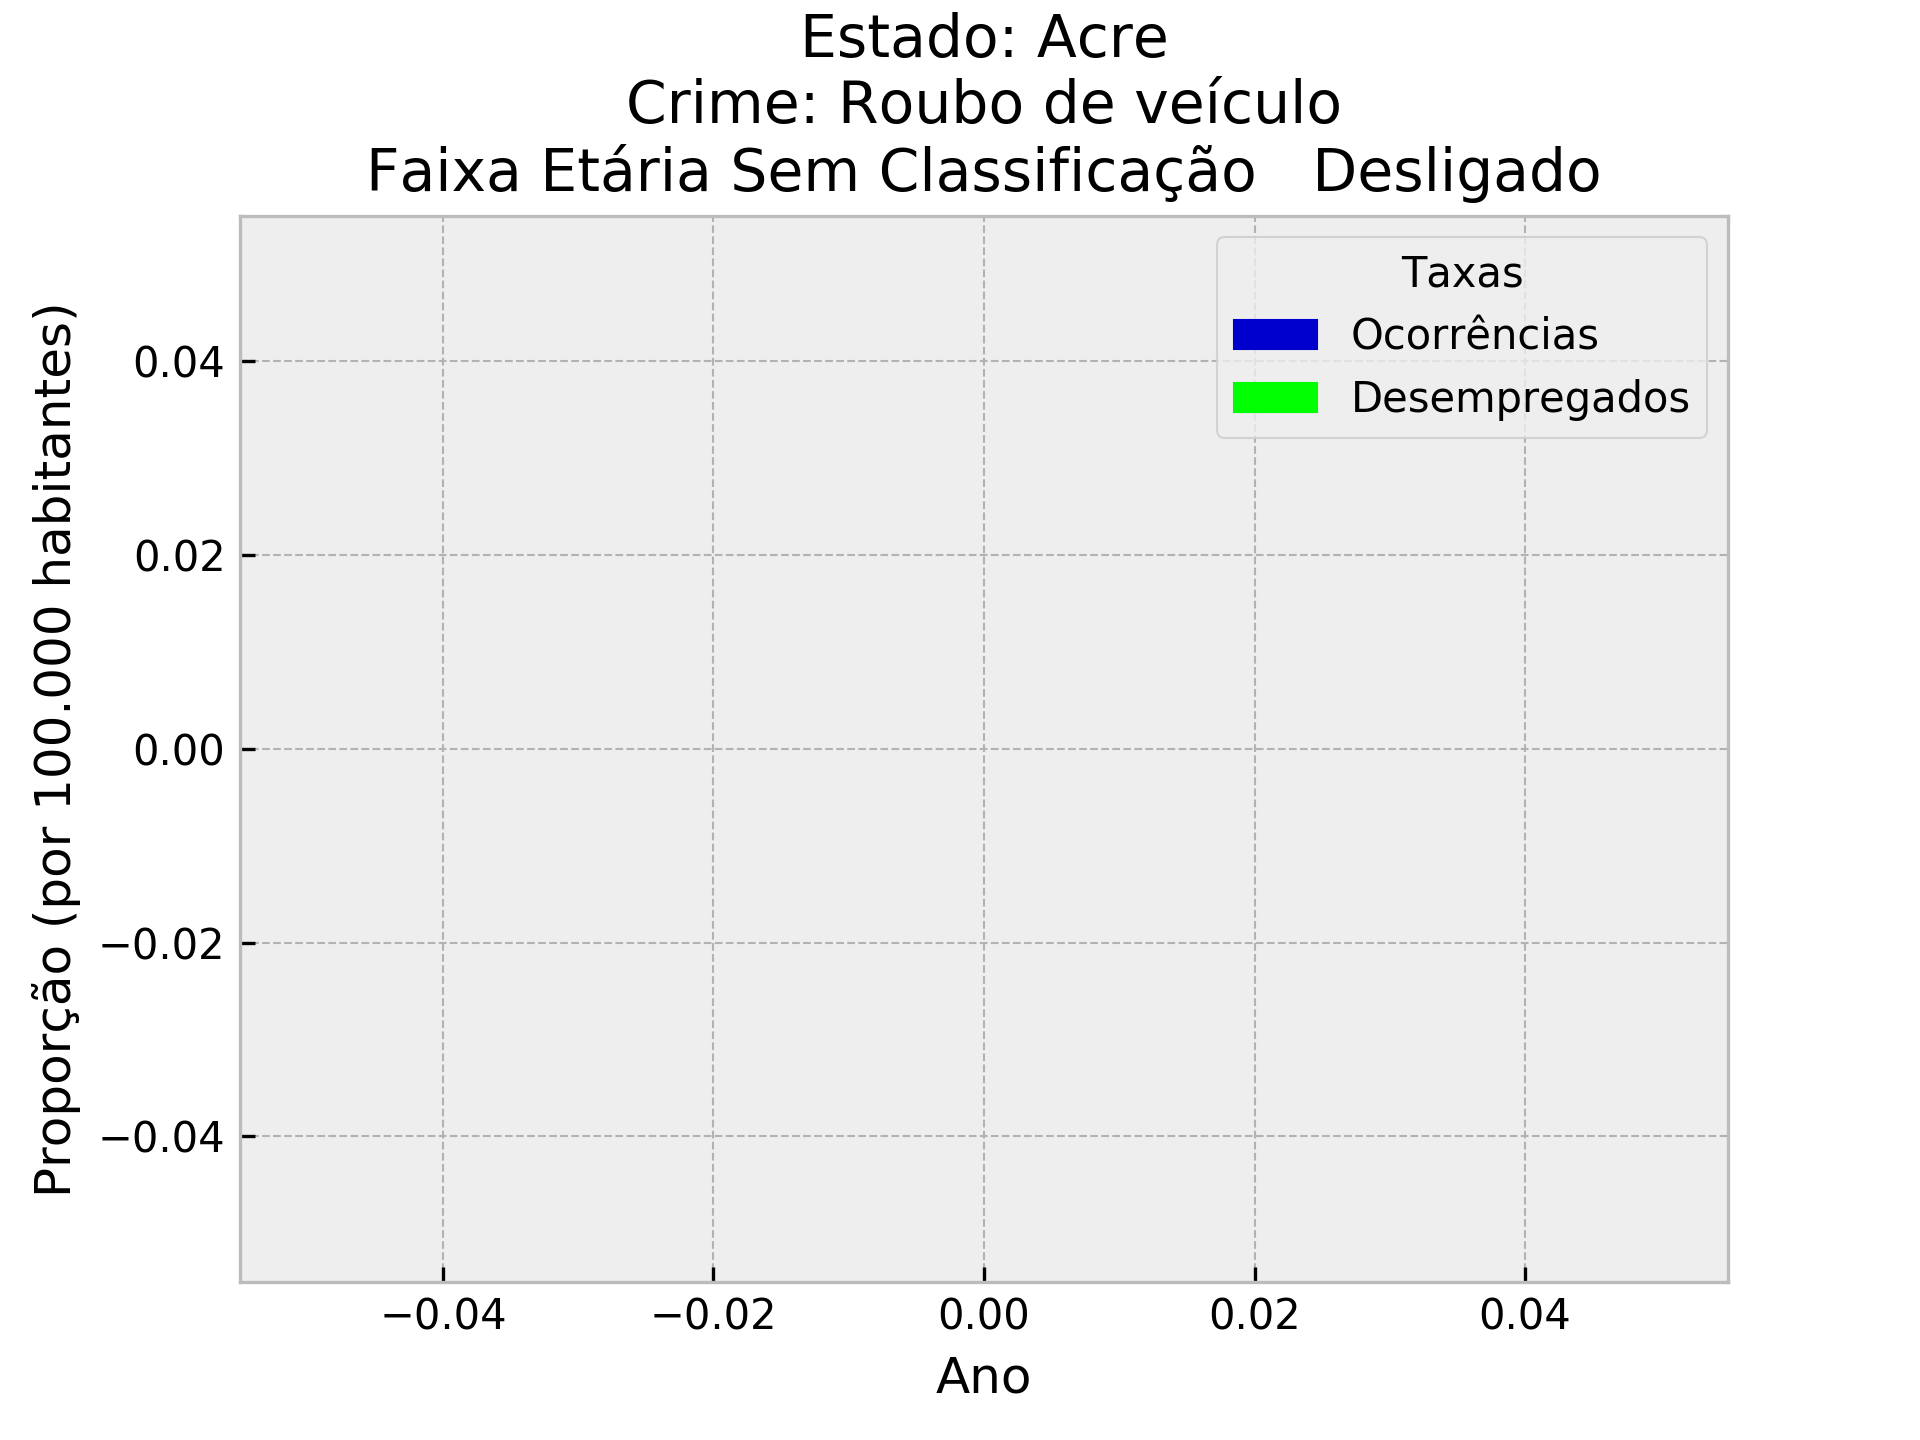 Estado: Acre
Crime: Roubo de veículo
Faixa Etária Sem Classificação   Desligado
Taxas
Ocorrências
Desempregados
Proporção (por 100.000 habitantes)
0.04
0.02
0.00
−0.02
−0.04
−0.04
−0.02
0.00
0.02
0.04
Ano